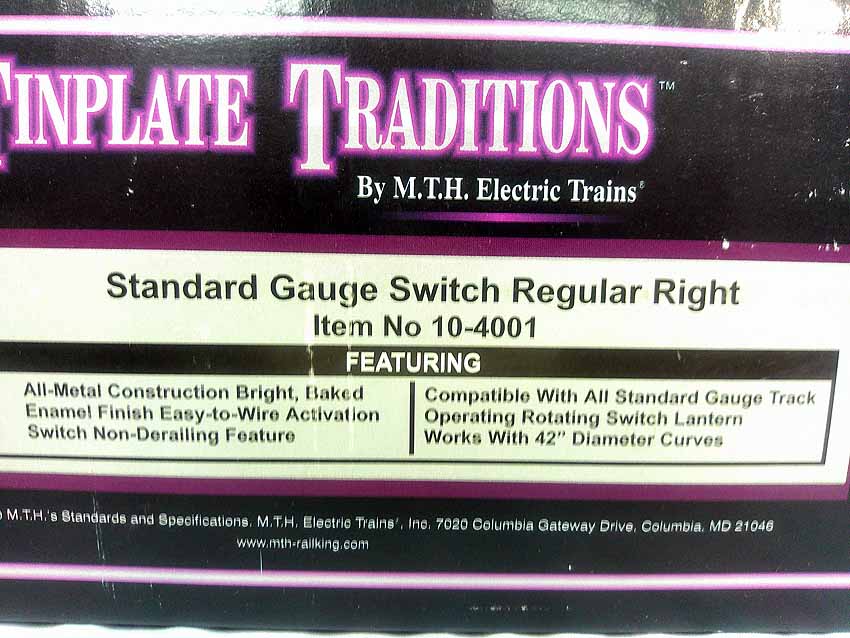 TINPLATE TRADITIONS™
By M.T.H. Electric Trains®
Standard Gauge Switch Regular Right
Item No 10-4001
FEATURING
All-Metal Construction Bright, Baked
Enamel Finish Easy-to-Wire Activation
Switch Non-Derailing Feature
Compatible With All Standard Gauge Track
Operating Rotating Switch Lantern
Works With 42" Diameter Curves
M.T.H.'s Standards and Specifications. M.T.H. Electric Trains®, Inc. 7020 Columbia Gateway Drive, Columbia, MD 21046
www.mth-railking.com